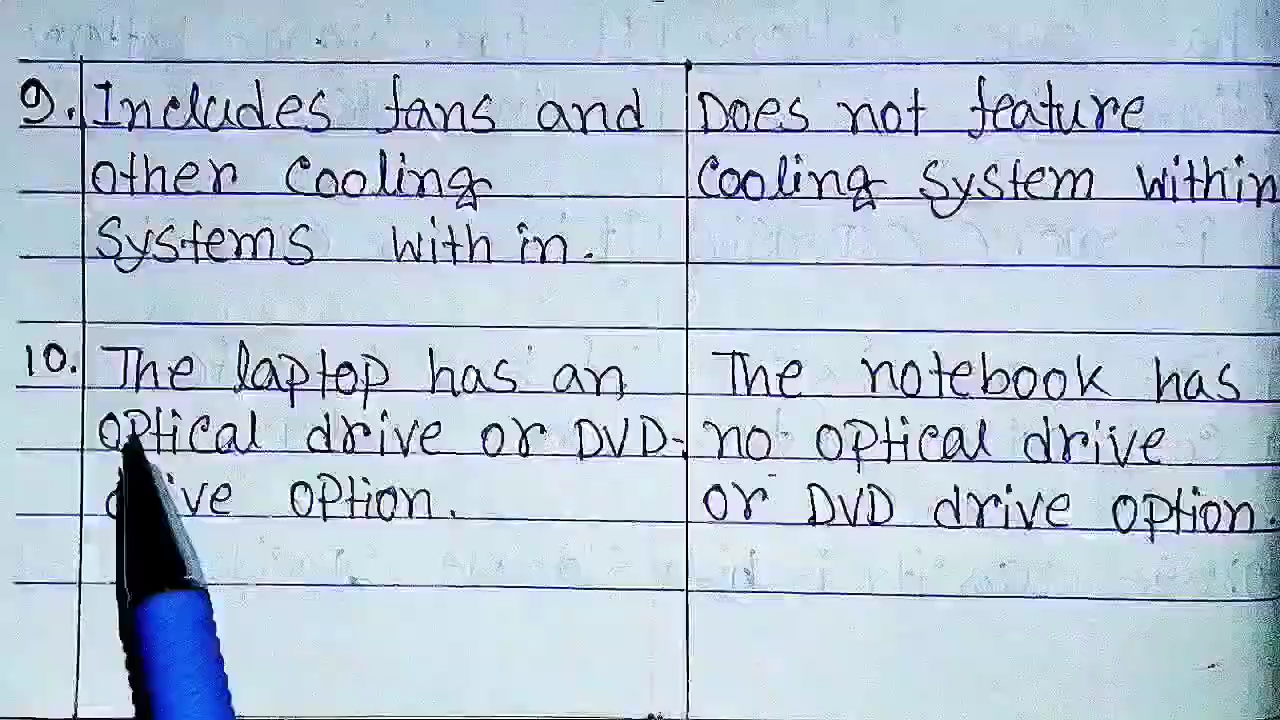 9. Includes fans and
other Cooling
Systems with in.
Does not feature
Cooling System within
10. The laptop has an
optical drive or DVD
drive option.
The notebook has
no optical drive
or DVD drive option.